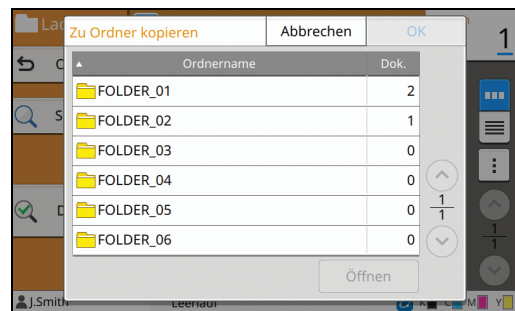 Lad
Zu Ordner kopieren
Abbrechen
OK
1
Ordnername
Dok.
S
FOLDER_01
2
FOLDER_02
1
FOLDER_03
0
FOLDER_04
0
FOLDER_05
0
FOLDER_06
0
1
1
1
1
Öffnen
J.Smith
Leerlauf
K
C
M
Y